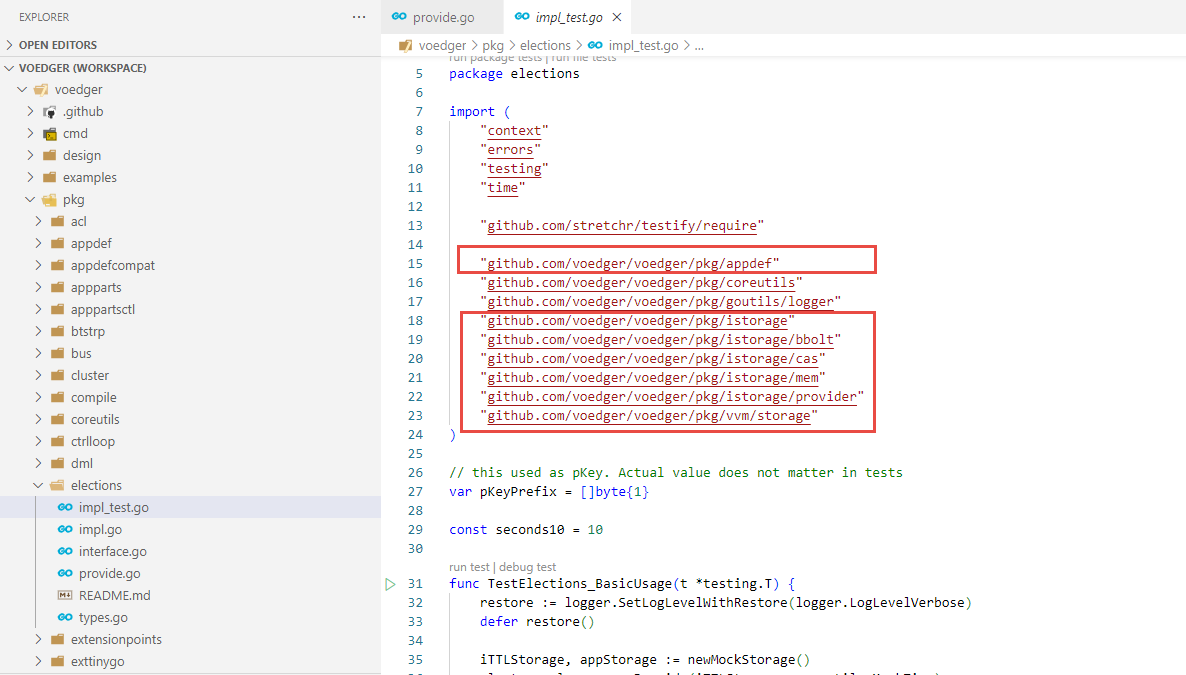 EXPLORER
OPEN EDITORS
VOEDGER (WORKSPACE)
voedger
.github
cmd
design
examples
pkg
acl
appdef
appdefcompat
appparts
apppartsctl
btstrp
bus
cluster
compile
coreutils
ctrlloop
dml
elections
impl_test.go
impl.go
interface.go
provide.go
README.md
types.go
extensionpoints
exttinygo
provide.go impl_test.go
voedger > pkg > elections > impl_test.go > ...
run package tests | run file tests
5 package elections
6
7 import (
8 "context"
9 "errors"
10 "testing"
11 "time"
12
13 "github.com/stretchr/testify/require"
14
15 "github.com/voedger/voedger/pkg/appdef"
16 "github.com/voedger/voedger/pkg/coreutils"
17 "github.com/voedger/voedger/pkg/goutils/logger"
18 "github.com/voedger/voedger/pkg/istorage"
19 "github.com/voedger/voedger/pkg/istorage/bbolt"
20 "github.com/voedger/voedger/pkg/istorage/cas"
21 "github.com/voedger/voedger/pkg/istorage/mem"
22 "github.com/voedger/voedger/pkg/istorage/provider"
23 "github.com/voedger/voedger/pkg/vvm/storage"
24 )
25
26 // this used as pKey. Actual value does not matter in tests
27 var pKeyPrefix = []byte{1}
28
29 const seconds10 = 10
30
run test | debug test
31 func TestElections_BasicUsage(t *testing.T) {
32 restore := logger.SetLogLevelWithRestore(logger.LogLevelVerbose)
33 defer restore()
34
35 iTTLStorage, appStorage := newMockStorage()